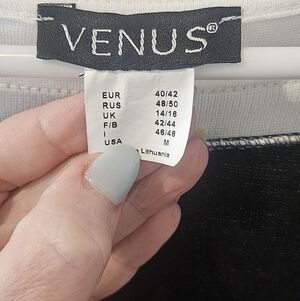 VENUS®
EUR 40/42
RUS 48/50
UK 14/16
F/B 42/44
I 46/48
USA M
Lithuania